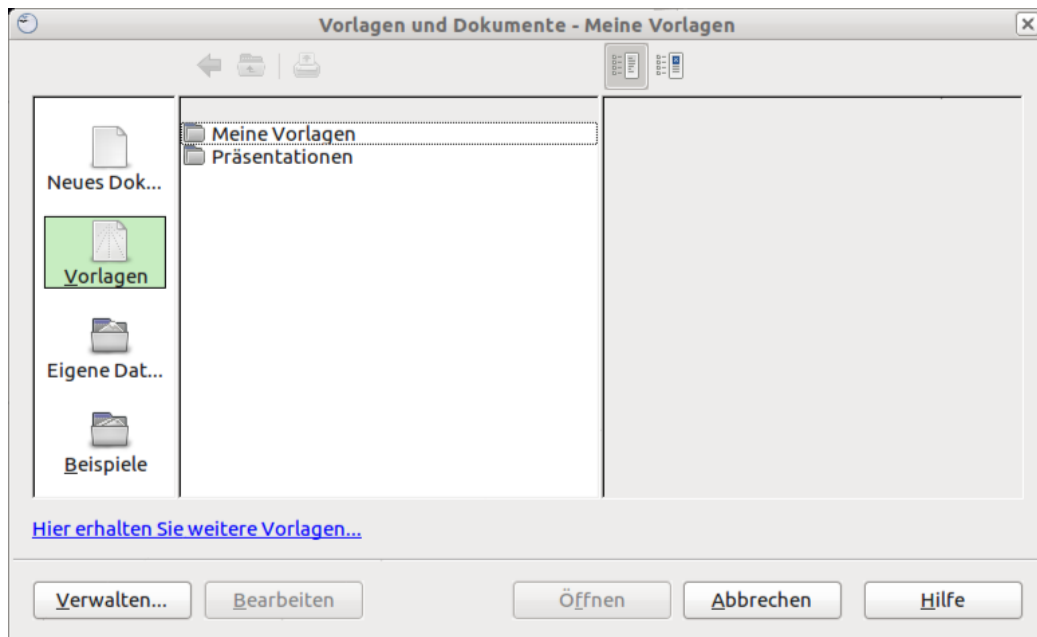 Vorlagen und Dokumente - Meine Vorlagen
Neues Dok...
Vorlagen
Eigene Dat...
Beispiele
Meine Vorlagen
Präsentationen
Hier erhalten Sie weitere Vorlagen...
Verwalten...
Bearbeiten
Öffnen
Abbrechen
Hilfe